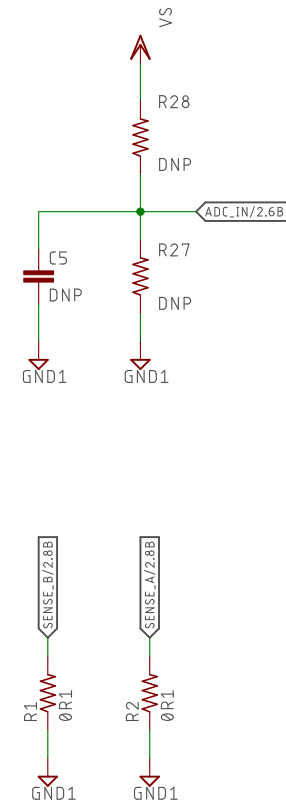 VS
R28
DNP
ADC_IN/2.6B
R27
C5
DNP
DNP
GND1
GND1
SENSE_B/2.8B
SENSE_A/2.8B
R1
0R1
R2
0R1
GND1
GND1